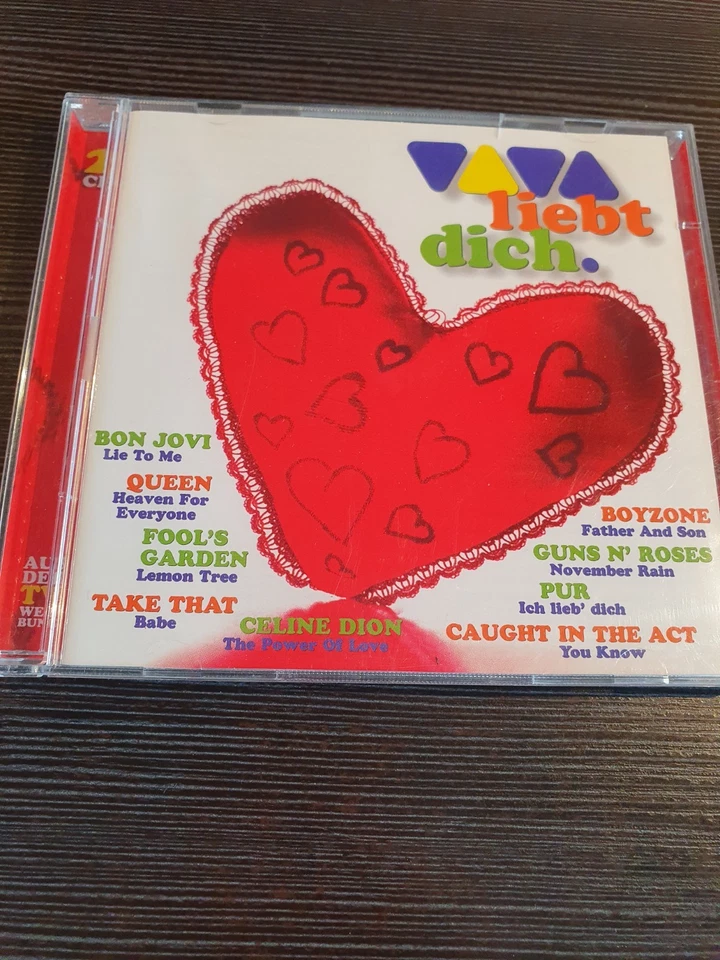 VIVA
liebt
dich.
BON JOVI
Lie To Me
QUEEN
Heaven For
Everyone
FOOL'S
GARDEN
Lemon Tree
TAKE THAT
Babe
CELINE DION
The Power Of Love
BOYZONE
Father And Son
GUNS N' ROSES
November Rain
PUR
Ich lieb' dich
CAUGHT IN THE ACT
You Know